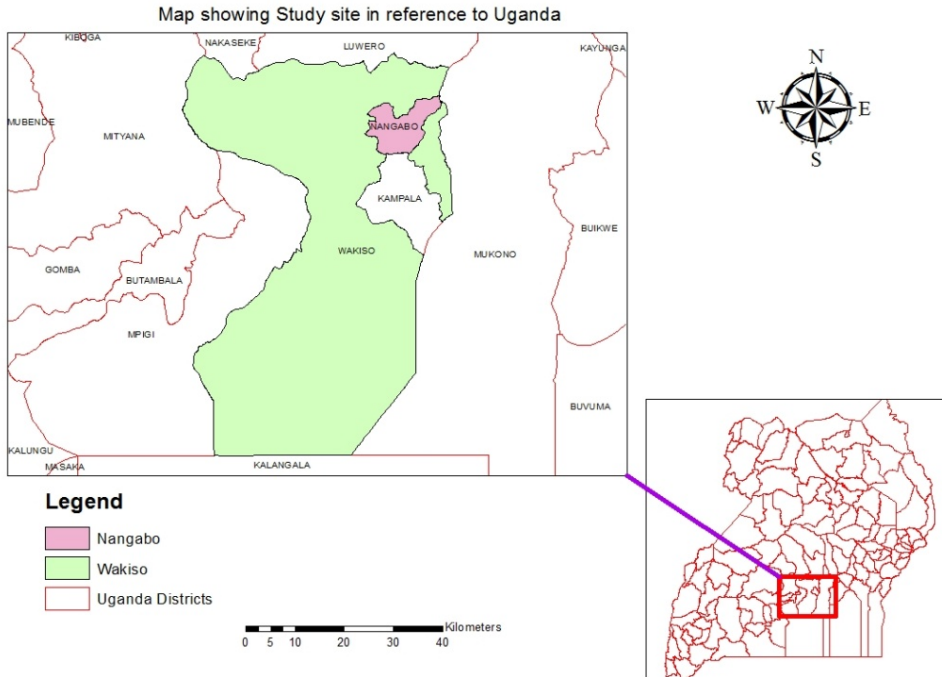 Map showing Study site in reference to Uganda
KIBOGA
NAKASEKE
LUWERO
KAYUNGA
N
W
E
S
MUBENDE
MITYANA
NANGABO
KAMPALA
BUIKWE
WAKISO
MUKONO
GOMBA
BUTAMBALA
MPIGI
BUVUMA
KALUNGU
MASAKA
KALANGALA
Legend
Nangabo
Wakiso
Uganda Districts
Kilometers
0 5 10 20 30 40